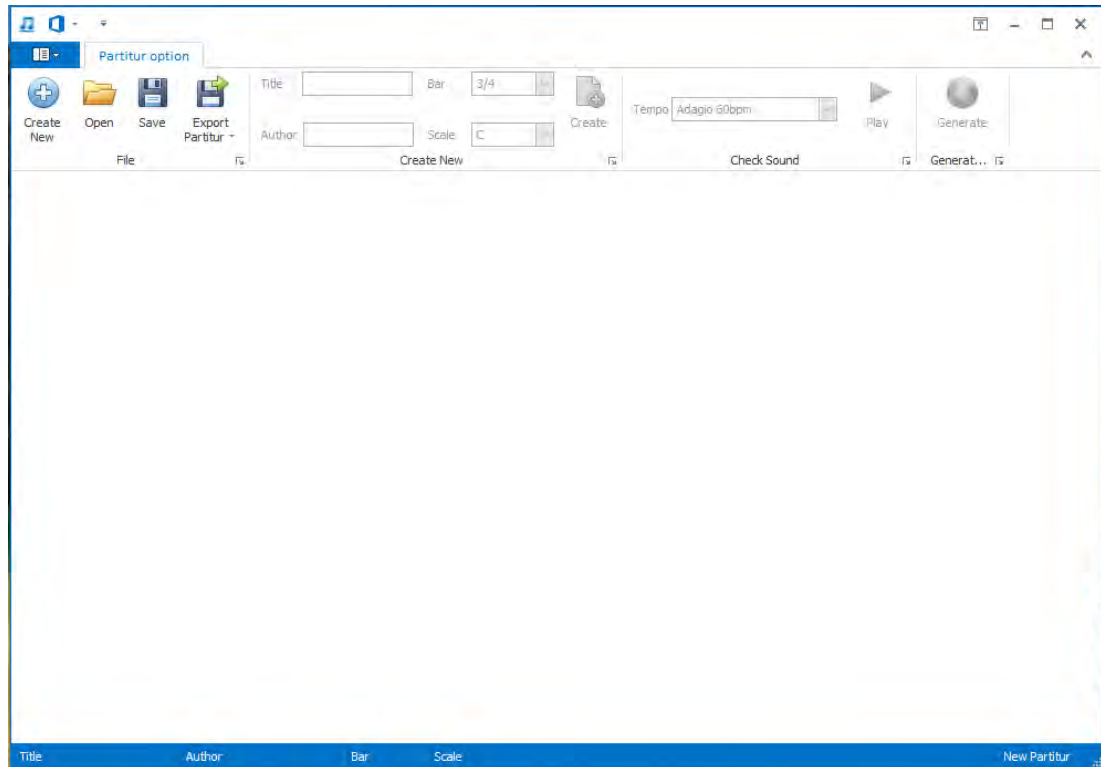 Partitur option
Create New
Open
Save
Export Partitur
Title
Bar 3/4
Author
Scale C
Create
Tempo Adagio 60bpm
Play
Generate
File
Create New
Check Sound
Generat...
Title Author Bar Scale New Partitur